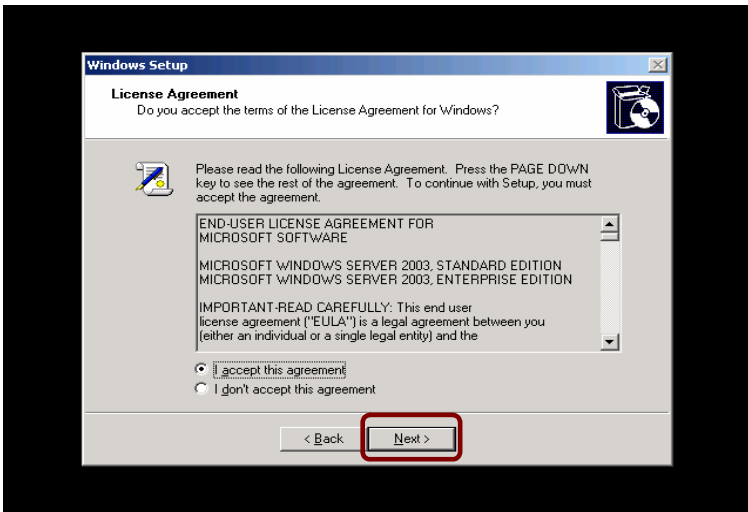 Windows Setup
License Agreement
Do you accept the terms of the License Agreement for Windows?
Please read the following License Agreement. Press the PAGE DOWN
key to see the rest of the agreement. To continue with Setup, you must
accept the agreement.
END-USER LICENSE AGREEMENT FOR
MICROSOFT SOFTWARE
MICROSOFT WINDOWS SERVER 2003, STANDARD EDITION
MICROSOFT WINDOWS SERVER 2003, ENTERPRISE EDITION
IMPORTANT-READ CAREFULLY: This end user
license agreement ("EULA") is a legal agreement between you
(either an individual or a single legal entity) and the
I accept this agreement
I don't accept this agreement
< Back
Next >